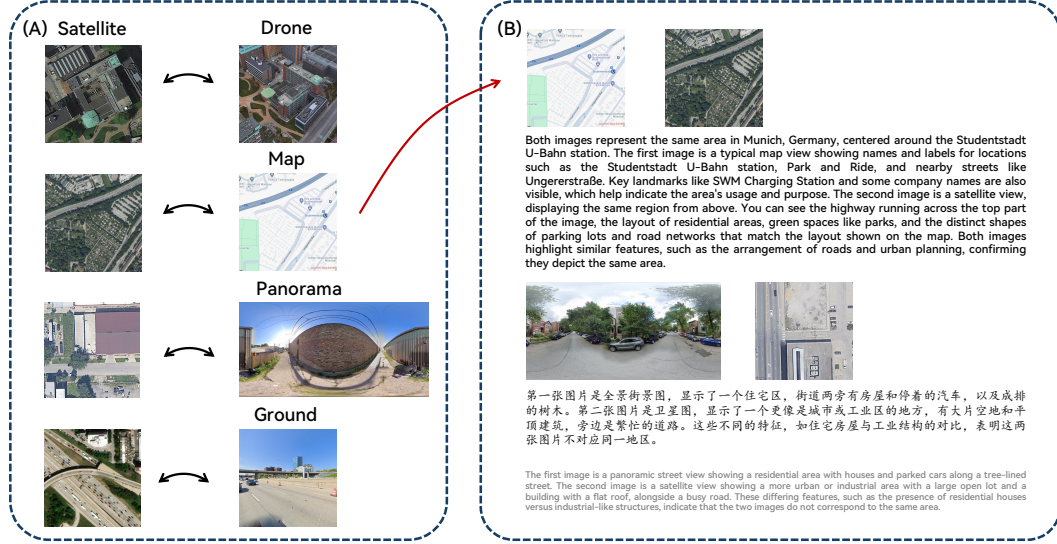 (A) Satellite
Drone
Map
Panorama
Ground
(B)
Both images represent the same area in Munich, Germany, centered around the Studentstadt
U-Bahn station. The first image is a typical map view showing names and labels for locations
such as the Studentstadt U-Bahn station, Park and Ride, and nearby streets like
Ungererstraße. Key landmarks like SWM Charging Station and some company names are also
visible, which help indicate the area's usage and purpose. The second image is a satellite view,
displaying the same region from above. You can see the highway running across the top part
of the image, the layout of residential areas, green spaces like parks, and the distinct shapes
of parking lots and road networks that match the layout shown on the map. Both images
highlight similar features, such as the arrangement of roads and urban planning, confirming
they depict the same area.
第一张图片是全景街景图，显示了一个住宅区，街道两旁有房屋和停着的汽车，以及成排
的树木。第二张图片是卫星图，显示了一个更像是城市或工业区的地方，有大片空地和平
顶建筑，旁边是繁忙的道路。这些不同的特征，如住宅房屋与工业结构的对比，表明这两
张图片不对应同一地区。
The first image is a panoramic street view showing a residential area with houses and parked cars along a tree-lined
street. The second image is a satellite view showing a more urban or industrial area with a large open lot and a
building with a flat roof, alongside a busy road. These differing features, such as the presence of residential houses
versus industrial-like structures, indicate that the two images do not correspond to the same area.